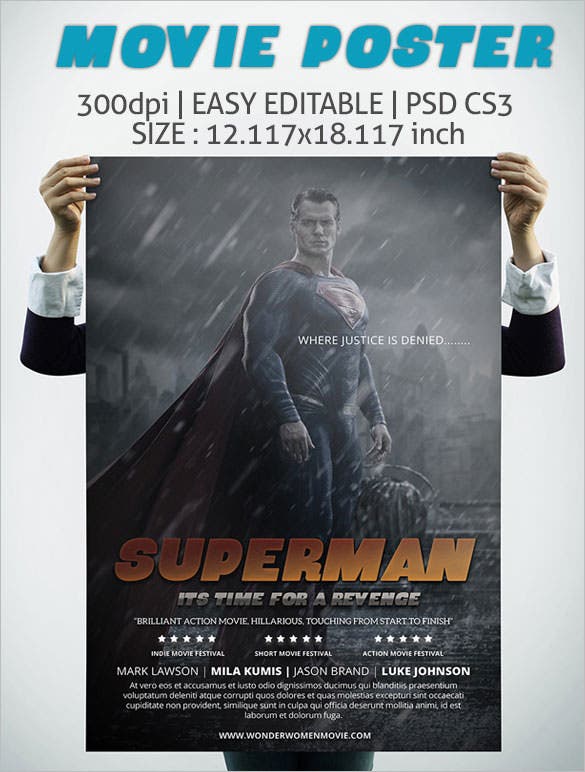 MOVIE POSTER
300dpi | EASY EDITABLE | PSD CS3
SIZE : 12.117x18.117 inch
WHERE JUSTICE IS DENIED........
SUPERMAN
ITS TIME FOR A REVENGE
"BRILLIANT ACTION MOVIE, HILLARIOUS, TOUCHING FROM START TO FINISH"
INDIE MOVIE FESTIVAL SHORT MOVIE FESTIVAL ACTION MOVIE FESTIVAL
MARK LAWSON | MILA KUMIS | JASON BRAND | LUKE JOHNSON
At vero eos et accusamus et iusto odio dignissimos ducimus qui blanditiis praesentium
voluptatum deleniti atque corrupti quos dolores et quas molestias excepturi sint occaecati
cupiditate non provident, similique sunt in culpa qui officia deserunt mollitia animi, id est
laborum et dolorum fuga.
WWW.WONDERWOMENMOVIE.COM